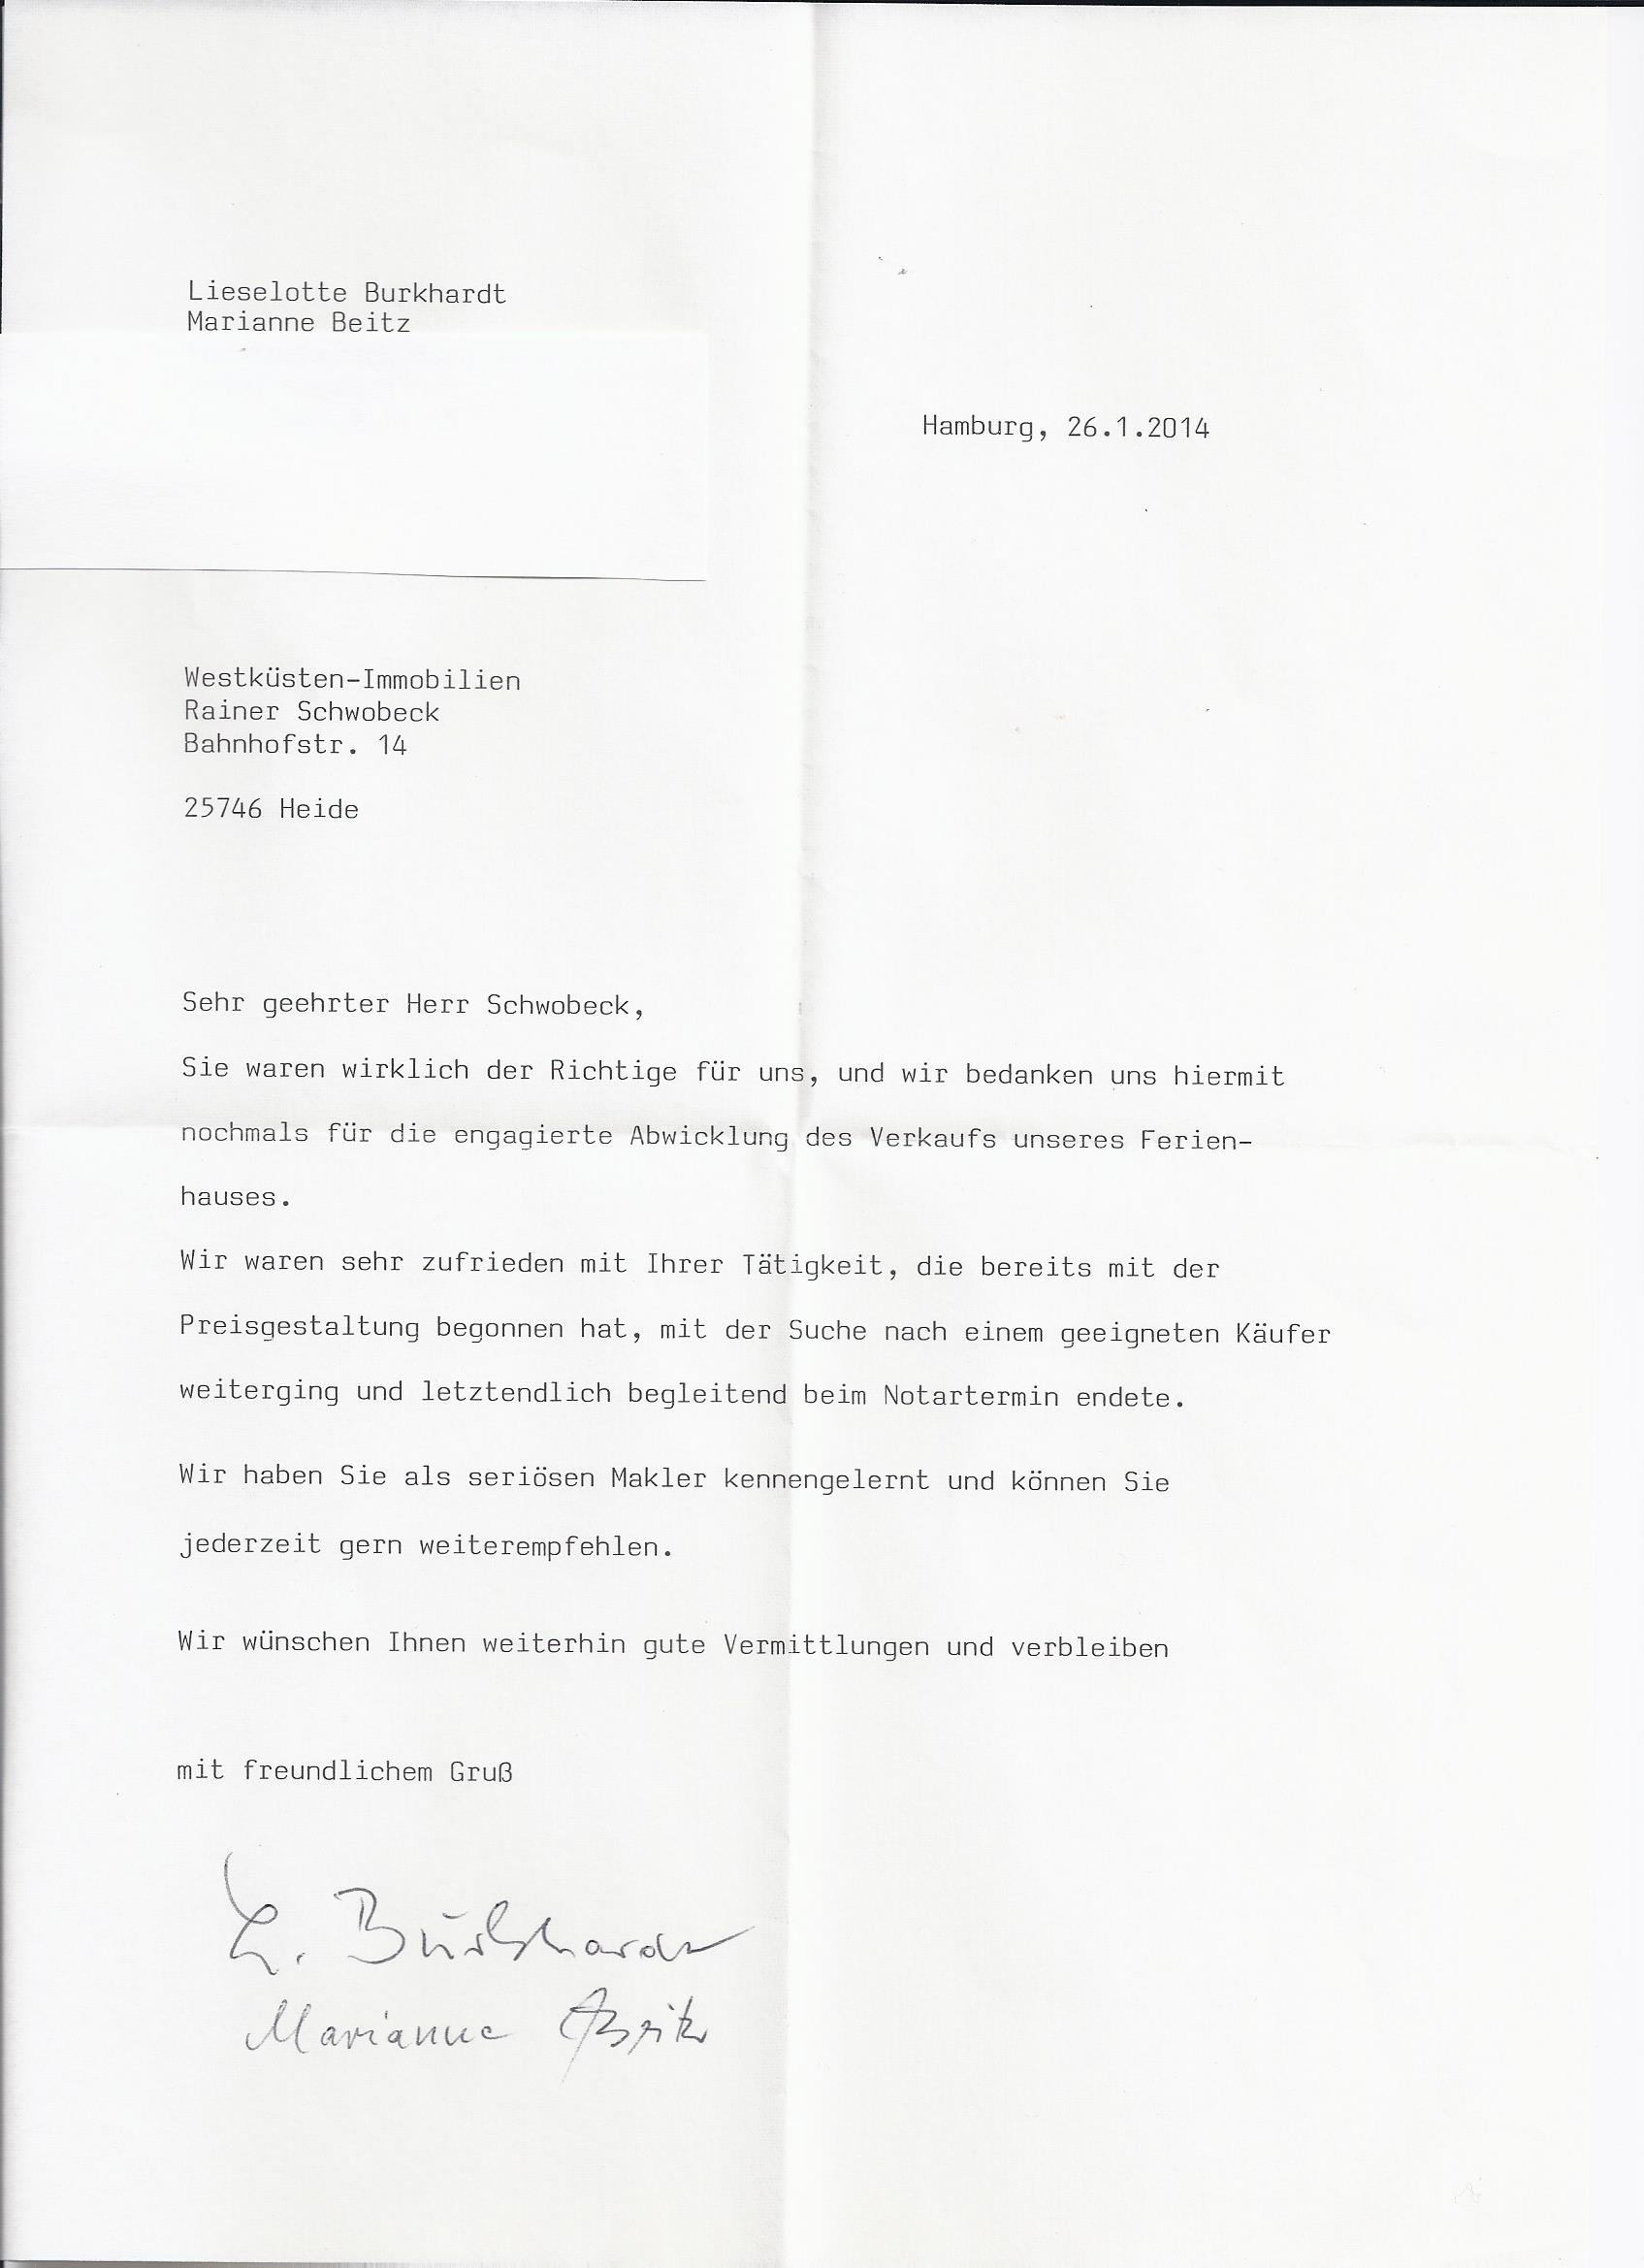 Lieselotte Burkhardt
Marianne Beitz
Hamburg, 26.1.2014
Westküsten-Immobilien
Rainer Schwobeck
Bahnhofstr. 14
25746 Heide
Sehr geehrter Herr Schwobeck,
Sie waren wirklich der Richtige für uns, und wir bedanken uns hiermit
nochmals für die engagierte Abwicklung des Verkaufs unseres Ferien-
hauses.
Wir waren sehr zufrieden mit Ihrer Tätigkeit, die bereits mit der
Preisgestaltung begonnen hat, mit der Suche nach einem geeigneten Käufer
weiterging und letztendlich begleitend beim Notartermin endete.
Wir haben Sie als seriösen Makler kennengelernt und können Sie
jederzeit gern weiterempfehlen.
Wir wünschen Ihnen weiterhin gute Vermittlungen und verbleiben
mit freundlichem Gruß
L. Burkhardt
Marianne Beitz